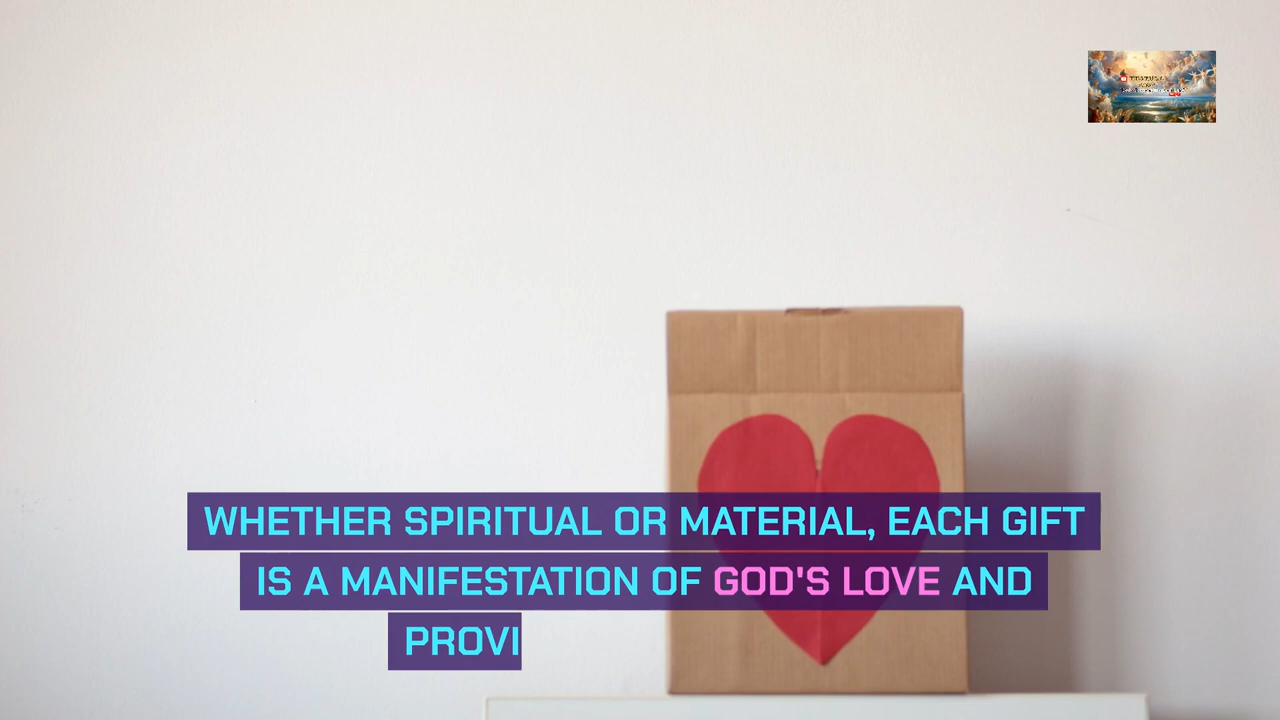 WHETHER SPIRITUAL OR MATERIAL, EACH GIFT
IS A MANIFESTATION OF GOD'S LOVE AND
PROVI